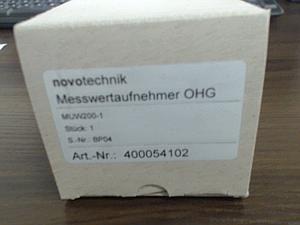 novotechnik
Messwertaufnehmer OHG
MUW200-1
Stück: 1
S.-Nr.: BP04
Art.-Nr.: 400054102